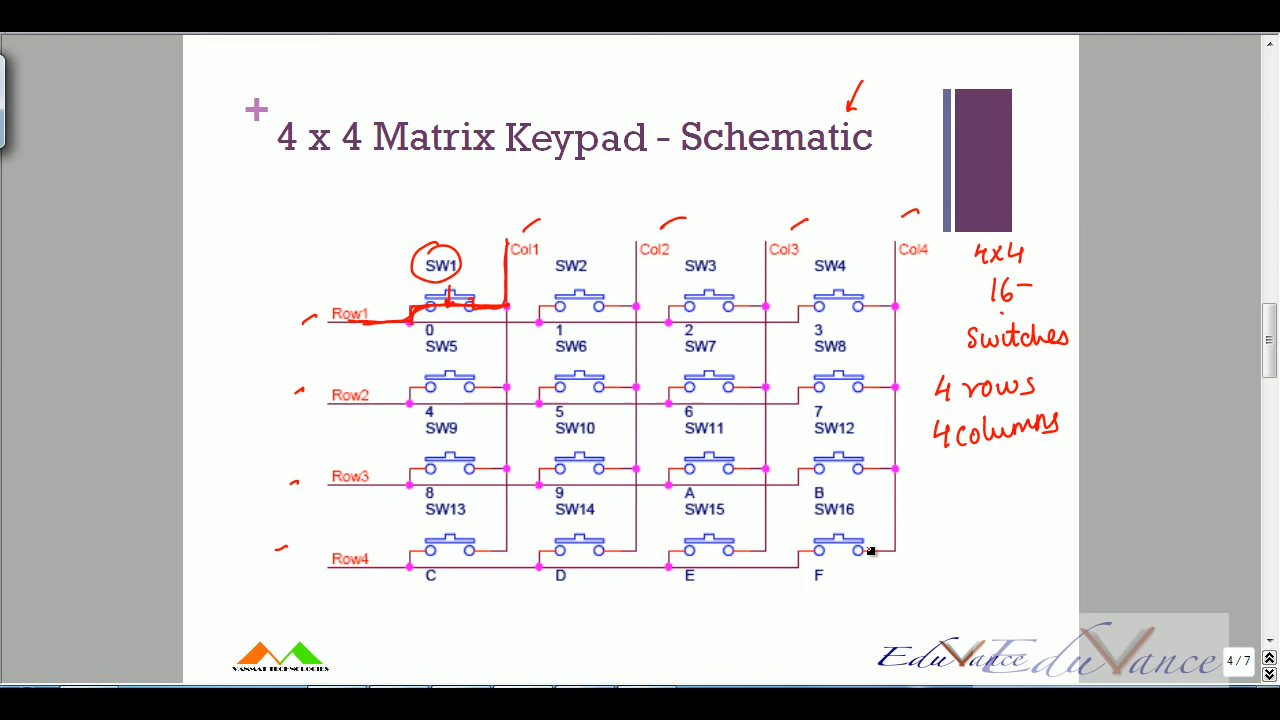 +
4 x 4 Matrix Keypad - Schematic
Col1 Col2 Col3 Col4
SW1 SW2 SW3 SW4
Row1
0 1 2 3
SW5 SW6 SW7 SW8
Row2
4 5 6 7
SW9 SW10 SW11 SW12
Row3
8 9 A B
SW13 SW14 SW15 SW16
Row4
C D E F
4x4
16
switches
4 rows
4 columns
EduVance
EduVance
4 / 7